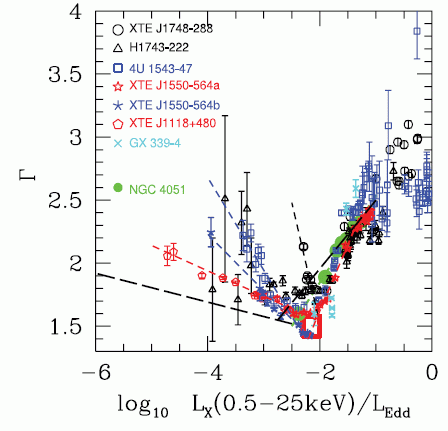 4
3.5
3
2.5
2
1.5
Γ
XTE J1748-288
H1743-222
4U 1543-47
XTE J1550-564a
XTE J1550-564b
XTE J1118+480
GX 339-4
NGC 4051
-6 -4 -2 0
log₁₀ Lₓ(0.5-25keV)/L_Edd